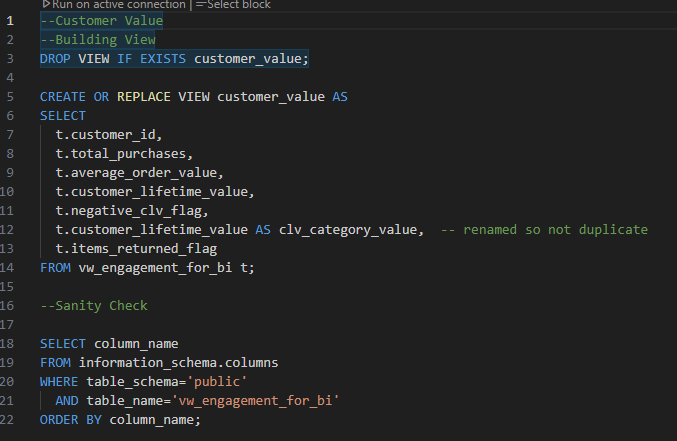 ▷Run on active connection | ═Select block
1 --Customer Value
2 --Building View
3 DROP VIEW IF EXISTS customer_value;
4
5 CREATE OR REPLACE VIEW customer_value AS
6 SELECT
7 t.customer_id,
8 t.total_purchases,
9 t.average_order_value,
10 t.customer_lifetime_value,
11 t.negative_clv_flag,
12 t.customer_lifetime_value AS clv_category_value,  -- renamed so not duplicate
13 t.items_returned_flag
14 FROM vw_engagement_for_bi t;
15
16 --Sanity Check
17
18 SELECT column_name
19 FROM information_schema.columns
20 WHERE table_schema='public'
21 AND table_name='vw_engagement_for_bi'
22 ORDER BY column_name;